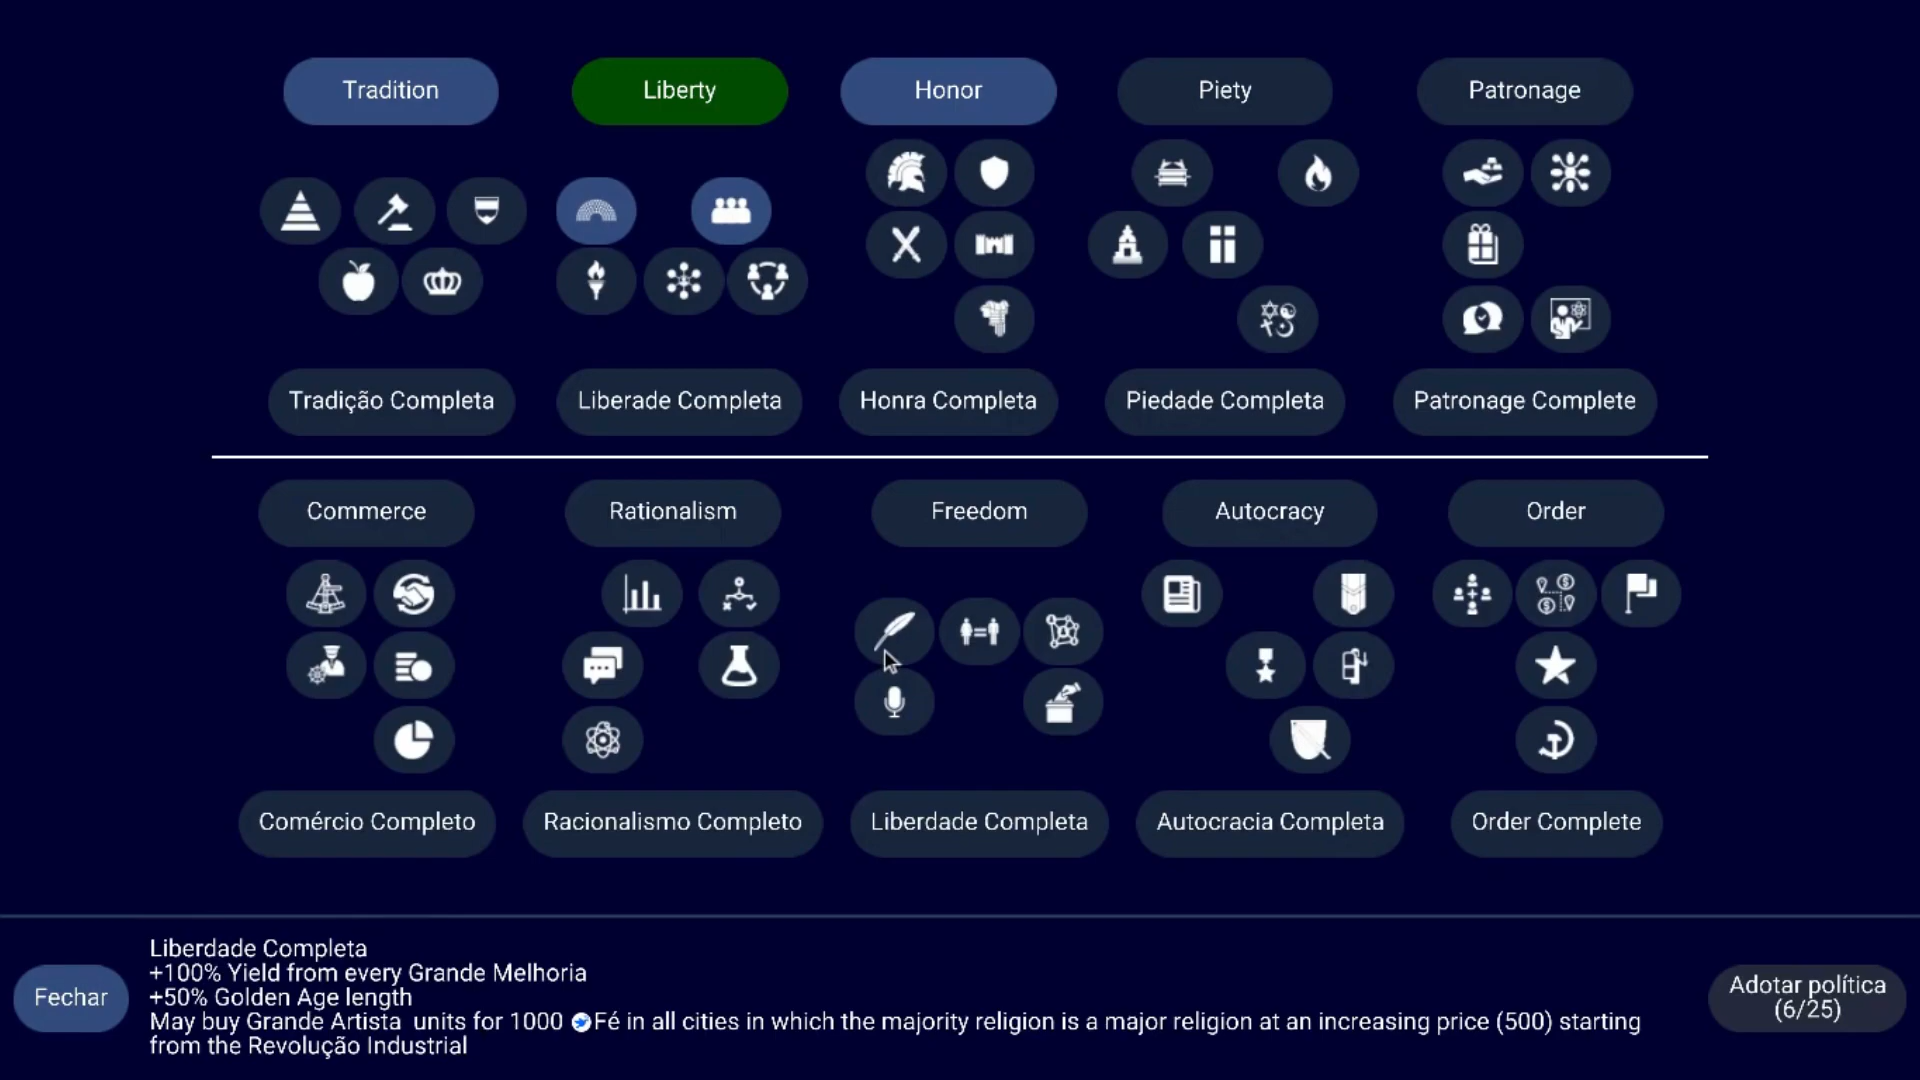 Tradition
Liberty
Honor
Piety
Patronage
Tradição Completa
Liberade Completa
Honra Completa
Piedade Completa
Patronage Complete
Commerce
Rationalism
Freedom
Autocracy
Order
Comércio Completo
Racionalismo Completo
Liberdade Completa
Autocracia Completa
Order Complete
Fechar
Liberdade Completa
+100% Yield from every Grande Melhoria
+50% Golden Age length
May buy Grande Artista units for 1000 Fé in all cities in which the majority religion is a major religion at an increasing price (500) starting
from the Revolução Industrial
Adotar política
(6/25)